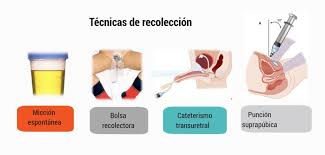 Técnicas de recolección
Micción
espontánea
Bolsa
recolectora
Cateterismo
transuretral
Punción
suprapúbica